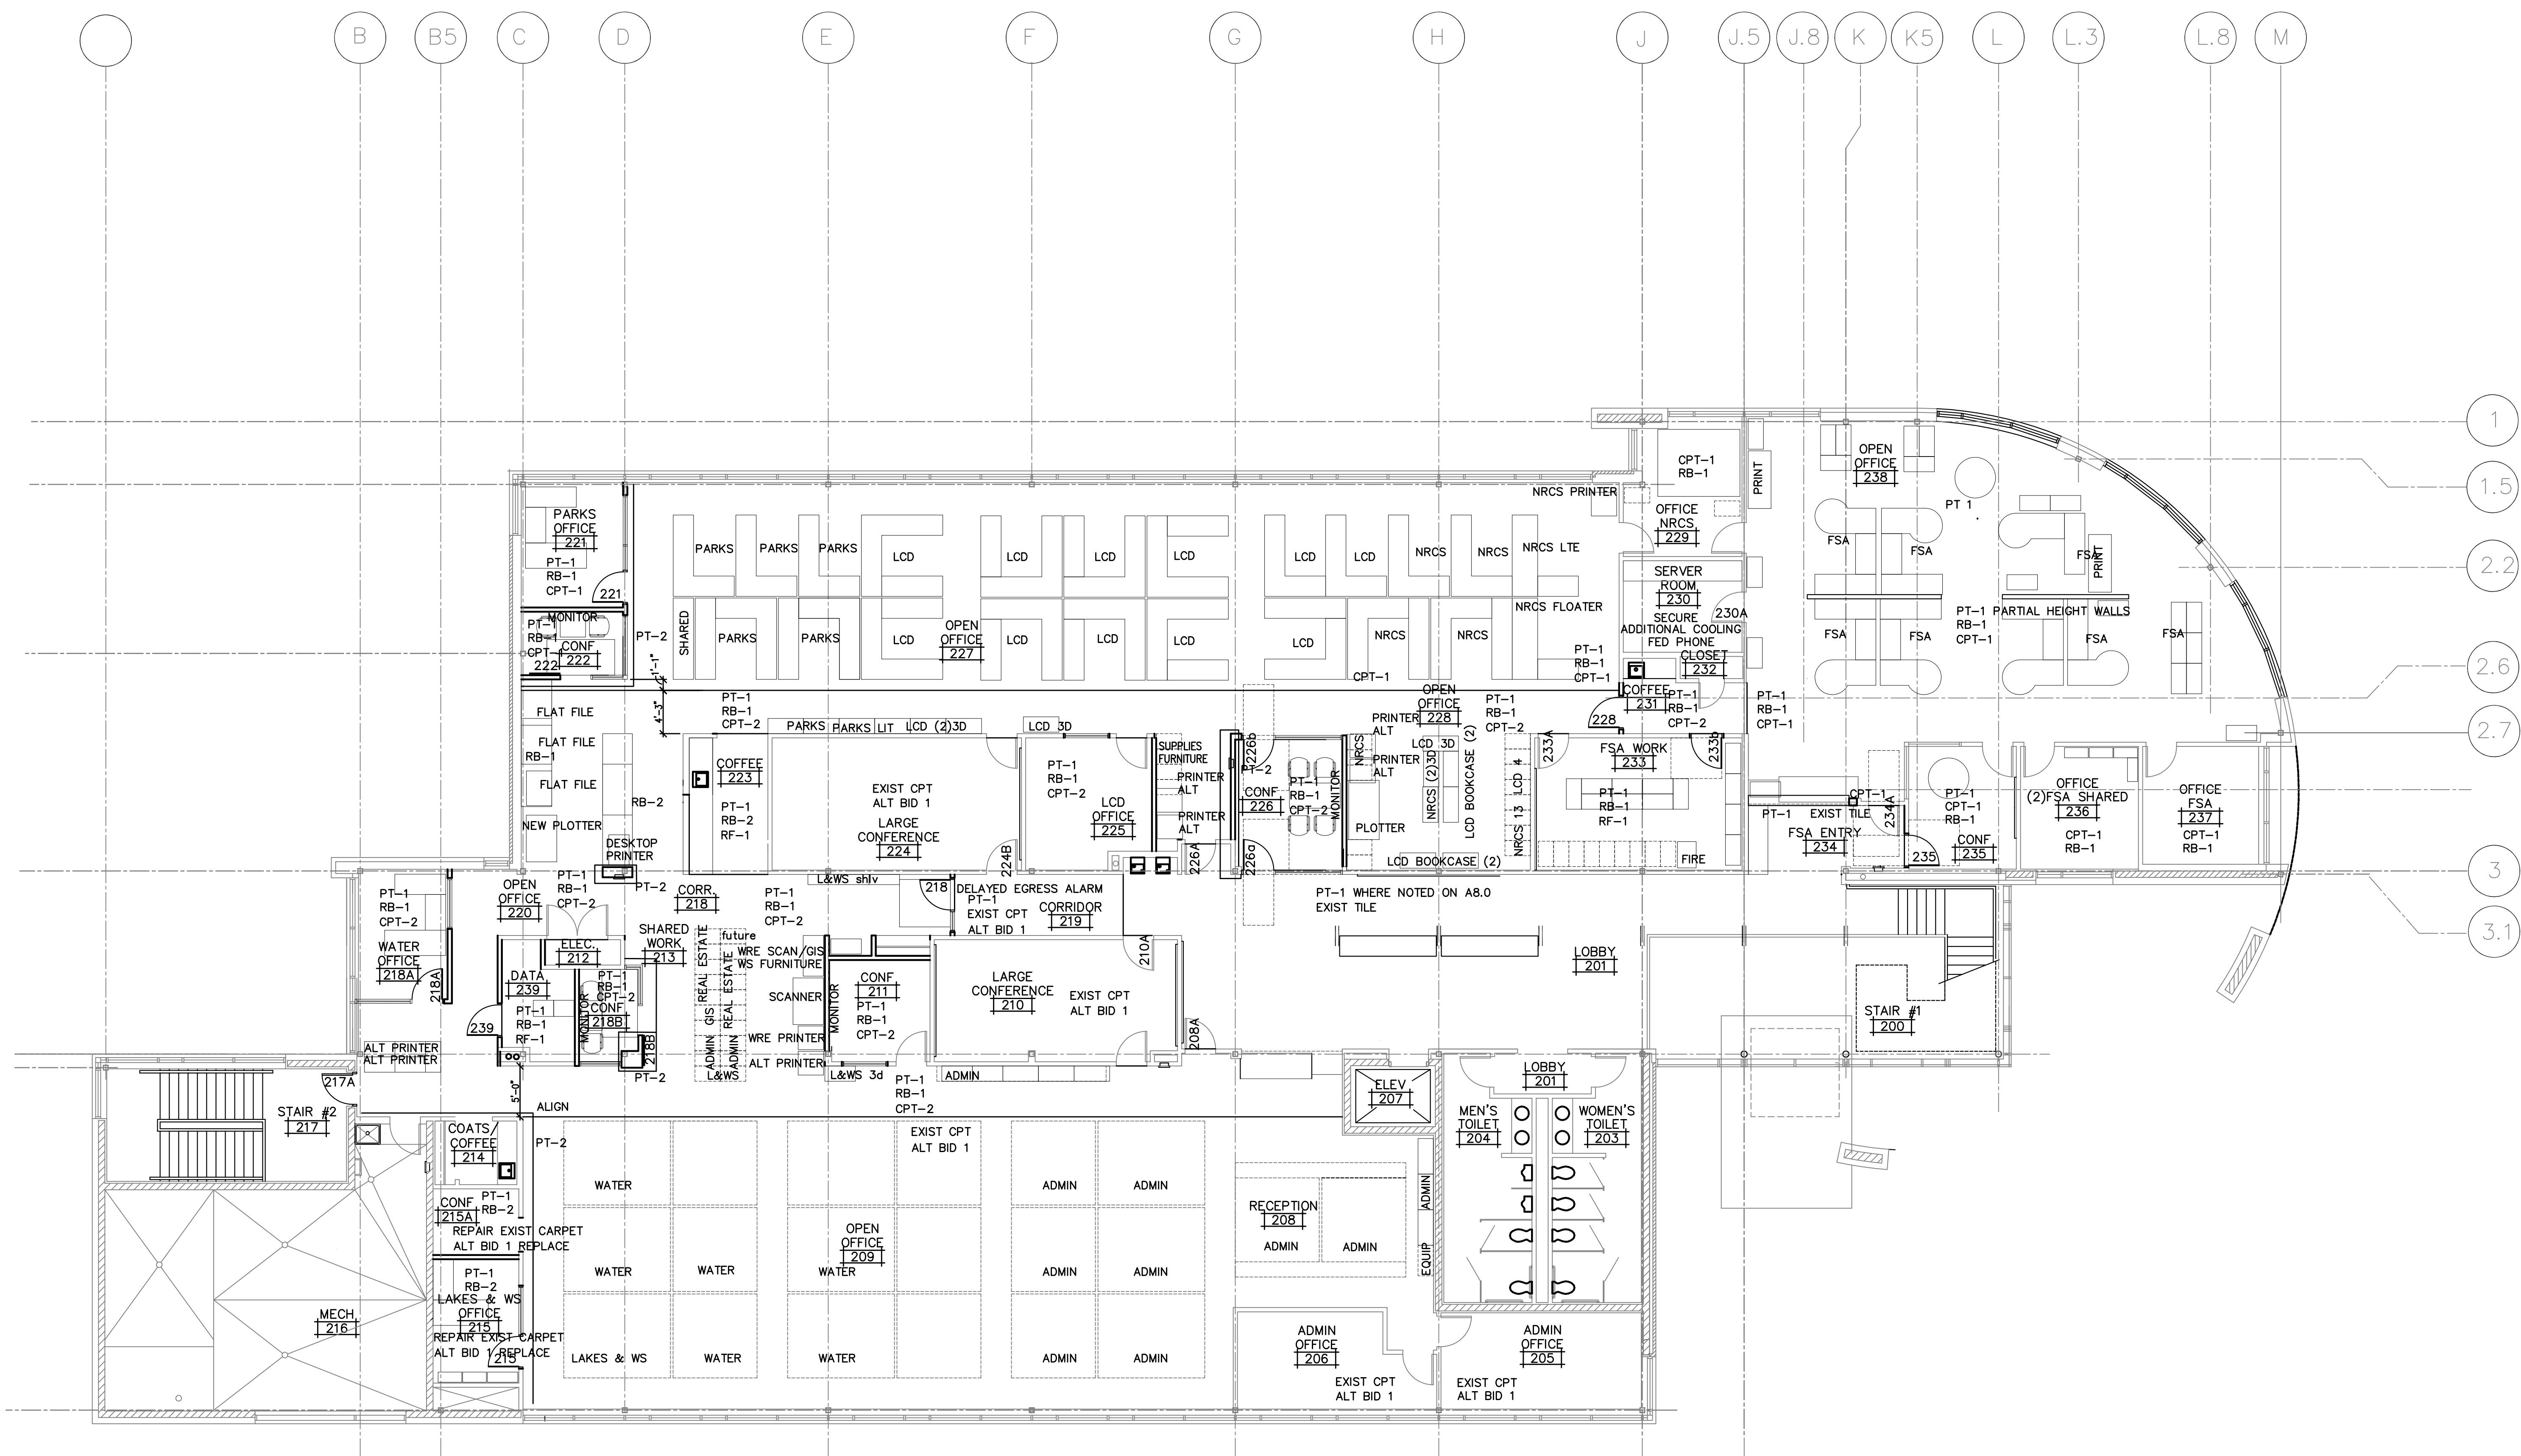 B
B5
C
D
E
F
G
H
J
J.5
J.8
K
K5
L
L.3
L.8
M
1
1.5
2.2
2.6
2.7
3
3.1
PARKS
OFFICE
221
PT-1
RB-1
CPT-1
221
MONITOR
PT-1
RB-1
CPT-1
222
CONF
222
PT-2
1'-1"
4'-3"
SHARED
PARKS
PARKS
PARKS
LCD
LCD
LCD
LCD
LCD
LCD
NRCS
NRCS
NRCS LTE
NRCS PRINTER
PARKS
PARKS
LCD
OPEN
OFFICE
227
LCD
LCD
LCD
LCD
NRCS
NRCS
NRCS FLOATER
CPT-1
PT-1
RB-1
CPT-1
CPT-1
RB-1
OFFICE
NRCS
229
PRINT
SERVER
ROOM
230
SECURE
ADDITIONAL COOLING
FED PHONE
230A
CLOSET
232
COFFEE
231
PT-1
RB-1
CPT-2
228
PT-1
RB-1
CPT-1
OPEN
OFFICE
238
PT 1
FSA
FSA
FSA
PRINT
PT-1 PARTIAL HEIGHT WALLS
RB-1
CPT-1
FSA
FSA
FSA
FSA
FLAT FILE
FLAT FILE
RB-1
FLAT FILE
NEW PLOTTER
RB-2
DESKTOP
PRINTER
PT-1
RB-1
CPT-2
PARKS
PARKS LIT
LCD (2)3D
LCD 3D
COFFEE
223
PT-1
RB-2
RF-1
EXIST CPT
ALT BID 1
LARGE
CONFERENCE
224
224B
PT-1
RB-1
CPT-2
LCD
OFFICE
225
SUPPLIES
FURNITURE
PRINTER
ALT
PRINTER
ALT
226A
226b
PT-2
CONF
226
PT-1
RB-1
CPT-2
MONITOR
226a
NRCS
PRINTER
ALT
PRINTER
ALT
PLOTTER
OPEN
OFFICE
228
LCD 3D
NRCS (2)3D
LCD BOOKCASE (2)
LCD BOOKCASE (2)
PT-1
RB-1
CPT-2
NRCS 13
LCD 4
233A
FSA WORK
233
233b
PT-1
RB-1
RF-1
FIRE
PT-1
EXIST TILE
FSA ENTRY
234
CPT-1
234A
235
PT-1
CPT-1
RB-1
CONF
235
OFFICE
(2)FSA SHARED
236
CPT-1
RB-1
OFFICE
FSA
237
CPT-1
RB-1
PT-1
RB-1
CPT-2
WATER
OFFICE
218A
218A
OPEN
OFFICE
220
PT-1
RB-1
CPT-2
PT-2
CORR.
218
L&WS shlv
PT-1
RB-1
CPT-2
218
DELAYED EGRESS ALARM
PT-1
EXIST CPT
ALT BID 1
CORRIDOR
219
PT-1 WHERE NOTED ON A8.0
EXIST TILE
ELEC.
212
SHARED
WORK
213
DATA
239
239
PT-1
RB-1
RF-1
MONITOR
PT-1
RB-1
CPT-2
CONF
218B
218B
PT-2
future
ADMIN GIS REAL ESTATE
ADMIN REAL ESTATE
L&WS
WRE SCAN/GIS
WS FURNITURE
SCANNER
WRE PRINTER
ALT PRINTER
MONITOR
CONF
211
PT-1
RB-1
CPT-2
L&WS 3d
LARGE
CONFERENCE
210
EXIST CPT
ALT BID 1
210A
208A
ADMIN
LOBBY
201
STAIR #1
200
ALT PRINTER
ALT PRINTER
217A
STAIR #2
217
5'-0"
ALIGN
PT-1
RB-1
CPT-2
COATS/
COFFEE
214
PT-2
CONF
215A
PT-1
RB-2
REPAIR EXIST CARPET
ALT BID 1 REPLACE
PT-1
RB-2
LAKES & WS
OFFICE
215
REPAIR EXIST CARPET
ALT BID 1 REPLACE
215
MECH
216
EXIST CPT
ALT BID 1
WATER
ADMIN
ADMIN
OPEN
OFFICE
209
WATER
WATER
WATER
ADMIN
ADMIN
LAKES & WS
WATER
WATER
ADMIN
ADMIN
ELEV
207
RECEPTION
208
ADMIN
ADMIN
ADMIN
EQUIP
LOBBY
201
MEN'S
TOILET
204
WOMEN'S
TOILET
203
ADMIN
OFFICE
206
EXIST CPT
ALT BID 1
ADMIN
OFFICE
205
EXIST CPT
ALT BID 1